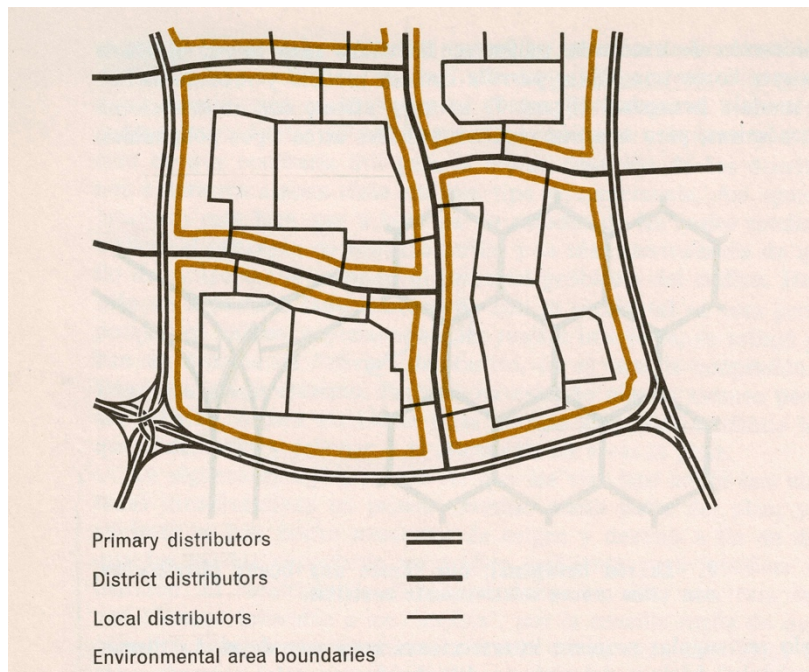 Primary distributors
District distributors
Local distributors
Environmental area boundaries